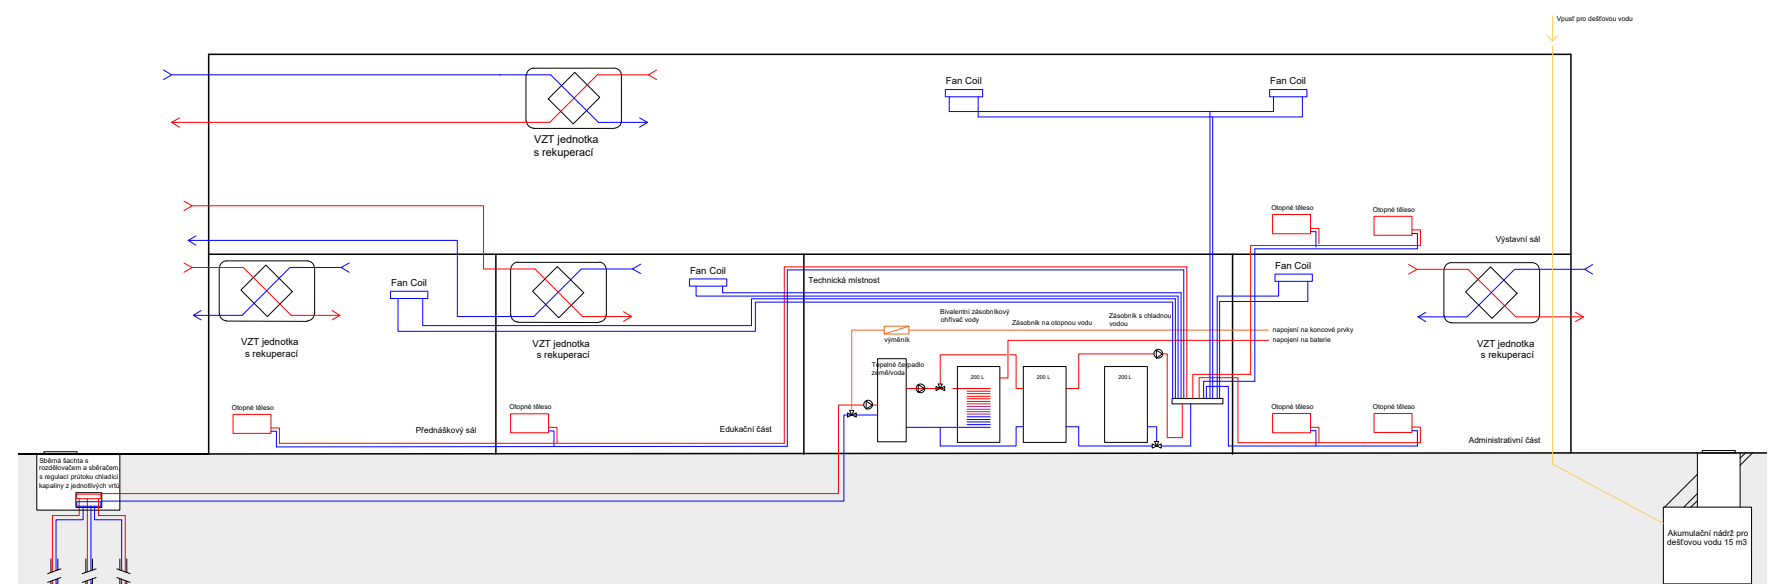 Vpusť pro dešťovou vodu
Fan Coil
Fan Coil
VZT jednotka
s rekuperací
Otopné těleso
Otopné těleso
Výstavní sál
Fan Coil
Fan Coil
Technická místnost
Fan Coil
VZT jednotka
s rekuperací
VZT jednotka
s rekuperací
VZT jednotka
s rekuperací
Bivalentní zásobníkový
ohřívač vody
Zásobník na otopnou vodu
Zásobník s chladnou
vodou
výměník
napojení na koncové prvky
napojení na baterie
Tepelné čerpadlo
země/voda
200 L
200 L
200 L
Otopné těleso
Přednáškový sál
Otopné těleso
Edukační část
Otopné těleso
Otopné těleso
Administrativní část
Sběrná šachta s
rozdělovačem a sběračem,
s regulací průtoku chladící
kapaliny z jednotlivých vrtů
Akumulační nádrž pro
dešťovou vodu 15 m3